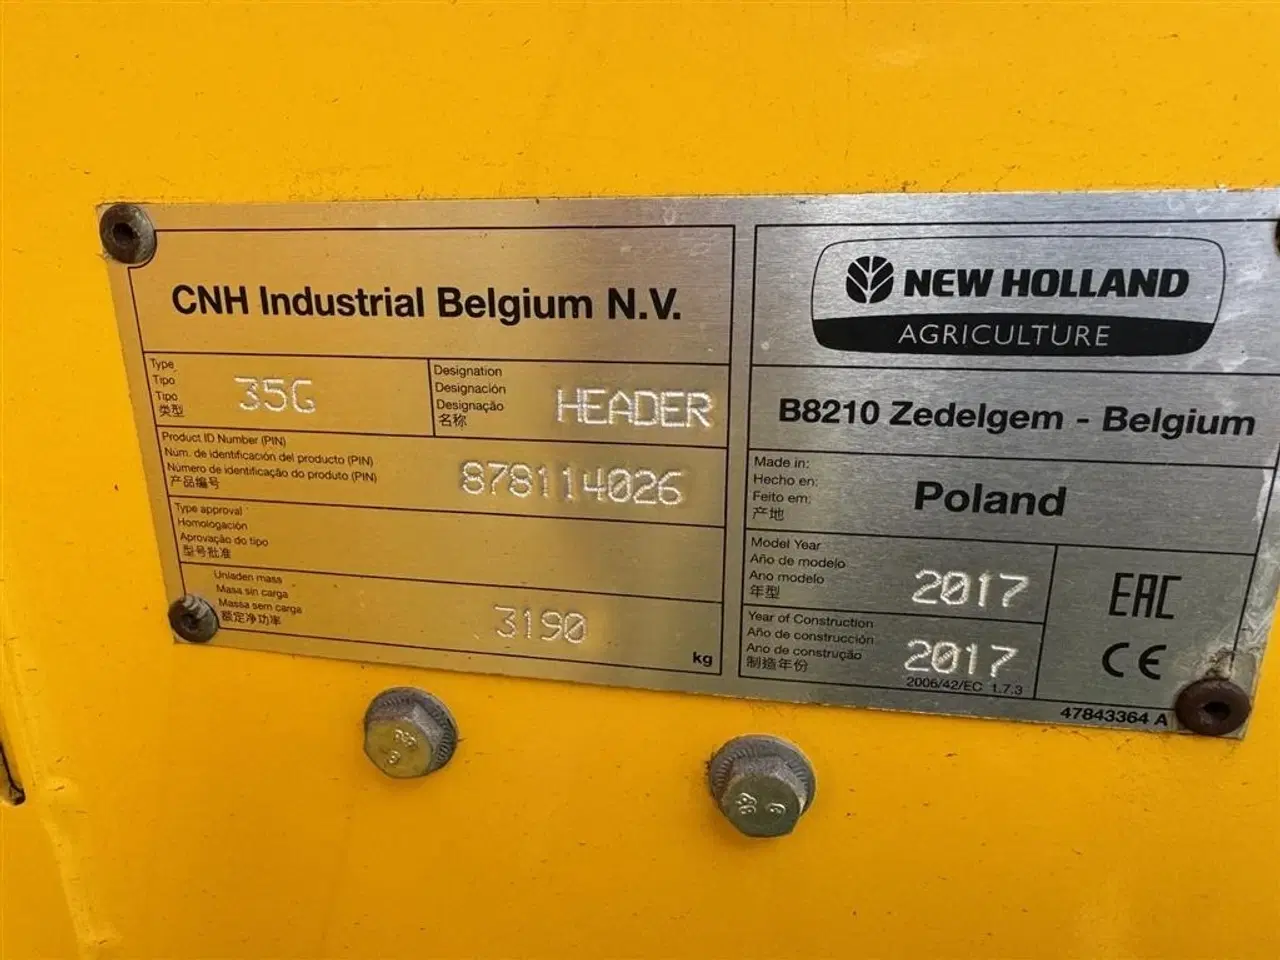 CNH Industrial Belgium N.V.
Type
Tipo
Tipo
类型
35G
Designation
Designación
Designação
名称
HEADER
Product ID Number (PIN)
Núm. de identificación del producto (PIN)
Número de identificação do produto (PIN)
产品编号
878114026
Type approval
Homologación
Aprovação do tipo
型号批准
Unladen mass
Masa sin carga
Massa sem carga
额定净功率
3190
kg
NEW HOLLAND
AGRICULTURE
B8210 Zedelgem - Belgium
Made in:
Hecho en:
Feito em:
产地
Poland
Model Year
Año de modelo
Ano modelo
年型
2017
Year of Construction
Año de construcción
Ano de construção
制造年份
2017
2006/42/EC 1.7.3
EAC
CE
47843364 A